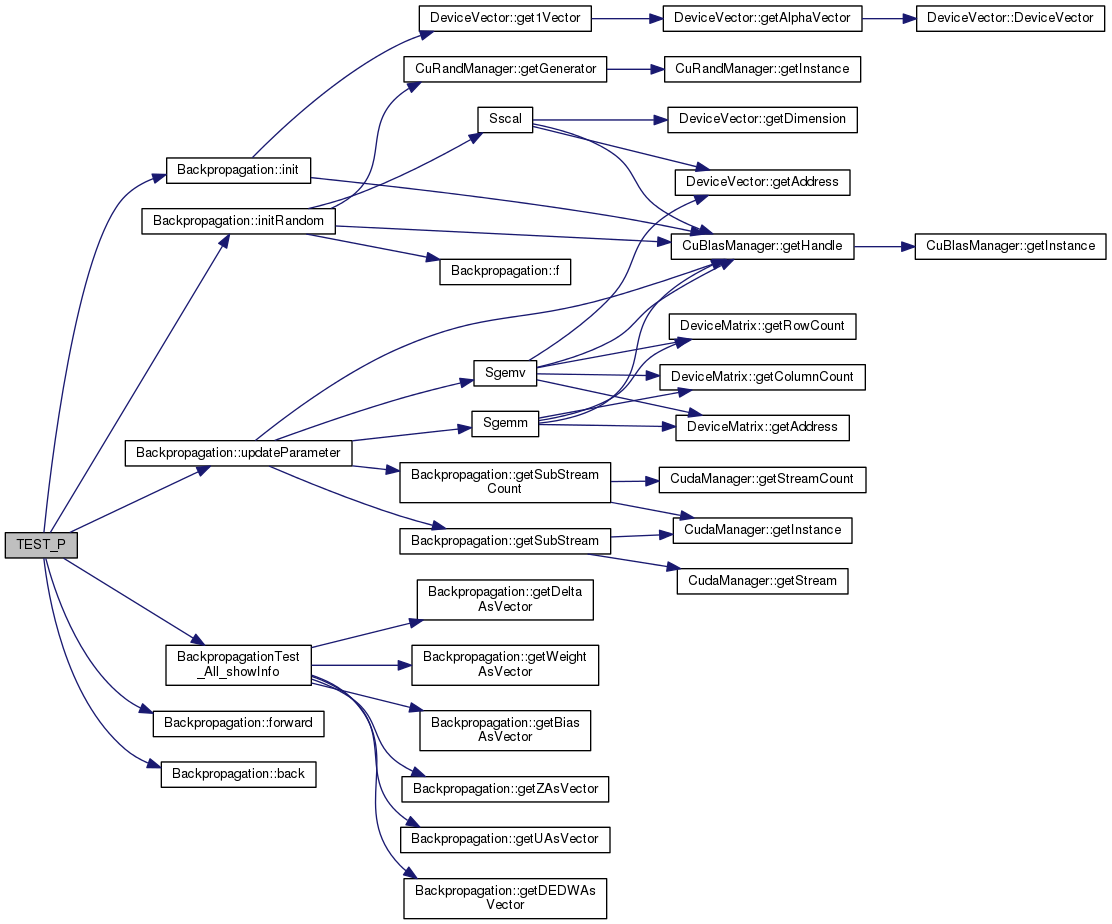 DeviceVector::get1Vector
DeviceVector::getAlphaVector
DeviceVector::DeviceVector
CuRandManager::getGenerator
CuRandManager::getInstance
Sscal
DeviceVector::getDimension
Backpropagation::init
DeviceVector::getAddress
Backpropagation::initRandom
CuBlasManager::getHandle
CuBlasManager::getInstance
Backpropagation::f
DeviceMatrix::getRowCount
Sgemv
DeviceMatrix::getColumnCount
Sgemm
DeviceMatrix::getAddress
Backpropagation::updateParameter
Backpropagation::getSubStream
Count
CudaManager::getStreamCount
CudaManager::getInstance
Backpropagation::getSubStream
TEST_P
CudaManager::getStream
Backpropagation::getDelta
AsVector
BackpropagationTest
_All_showInfo
Backpropagation::getWeight
AsVector
Backpropagation::forward
Backpropagation::getBias
AsVector
Backpropagation::back
Backpropagation::getZAsVector
Backpropagation::getUAsVector
Backpropagation::getDEDWAs
Vector